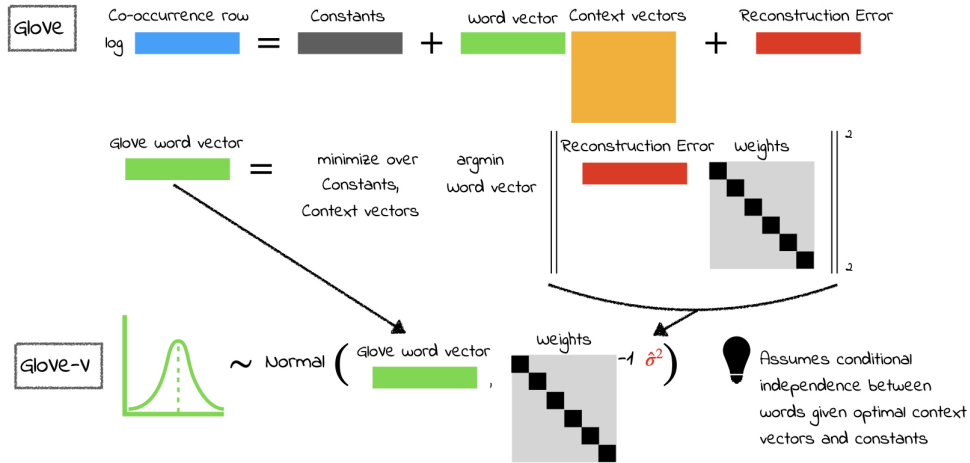 GloVe
Co-occurrence row
Constants
Word vector
Context vectors
Reconstruction Error
log
=
+
+
GloVe word vector
=
minimize over
Constants,
Context vectors
argmin
Word vector
Reconstruction Error
Weights
2
2
GloVe-V
~ Normal (
GloVe word vector
,
Weights
-1 σ̂² )
Assumes conditional
independence between
words given optimal context
vectors and constants